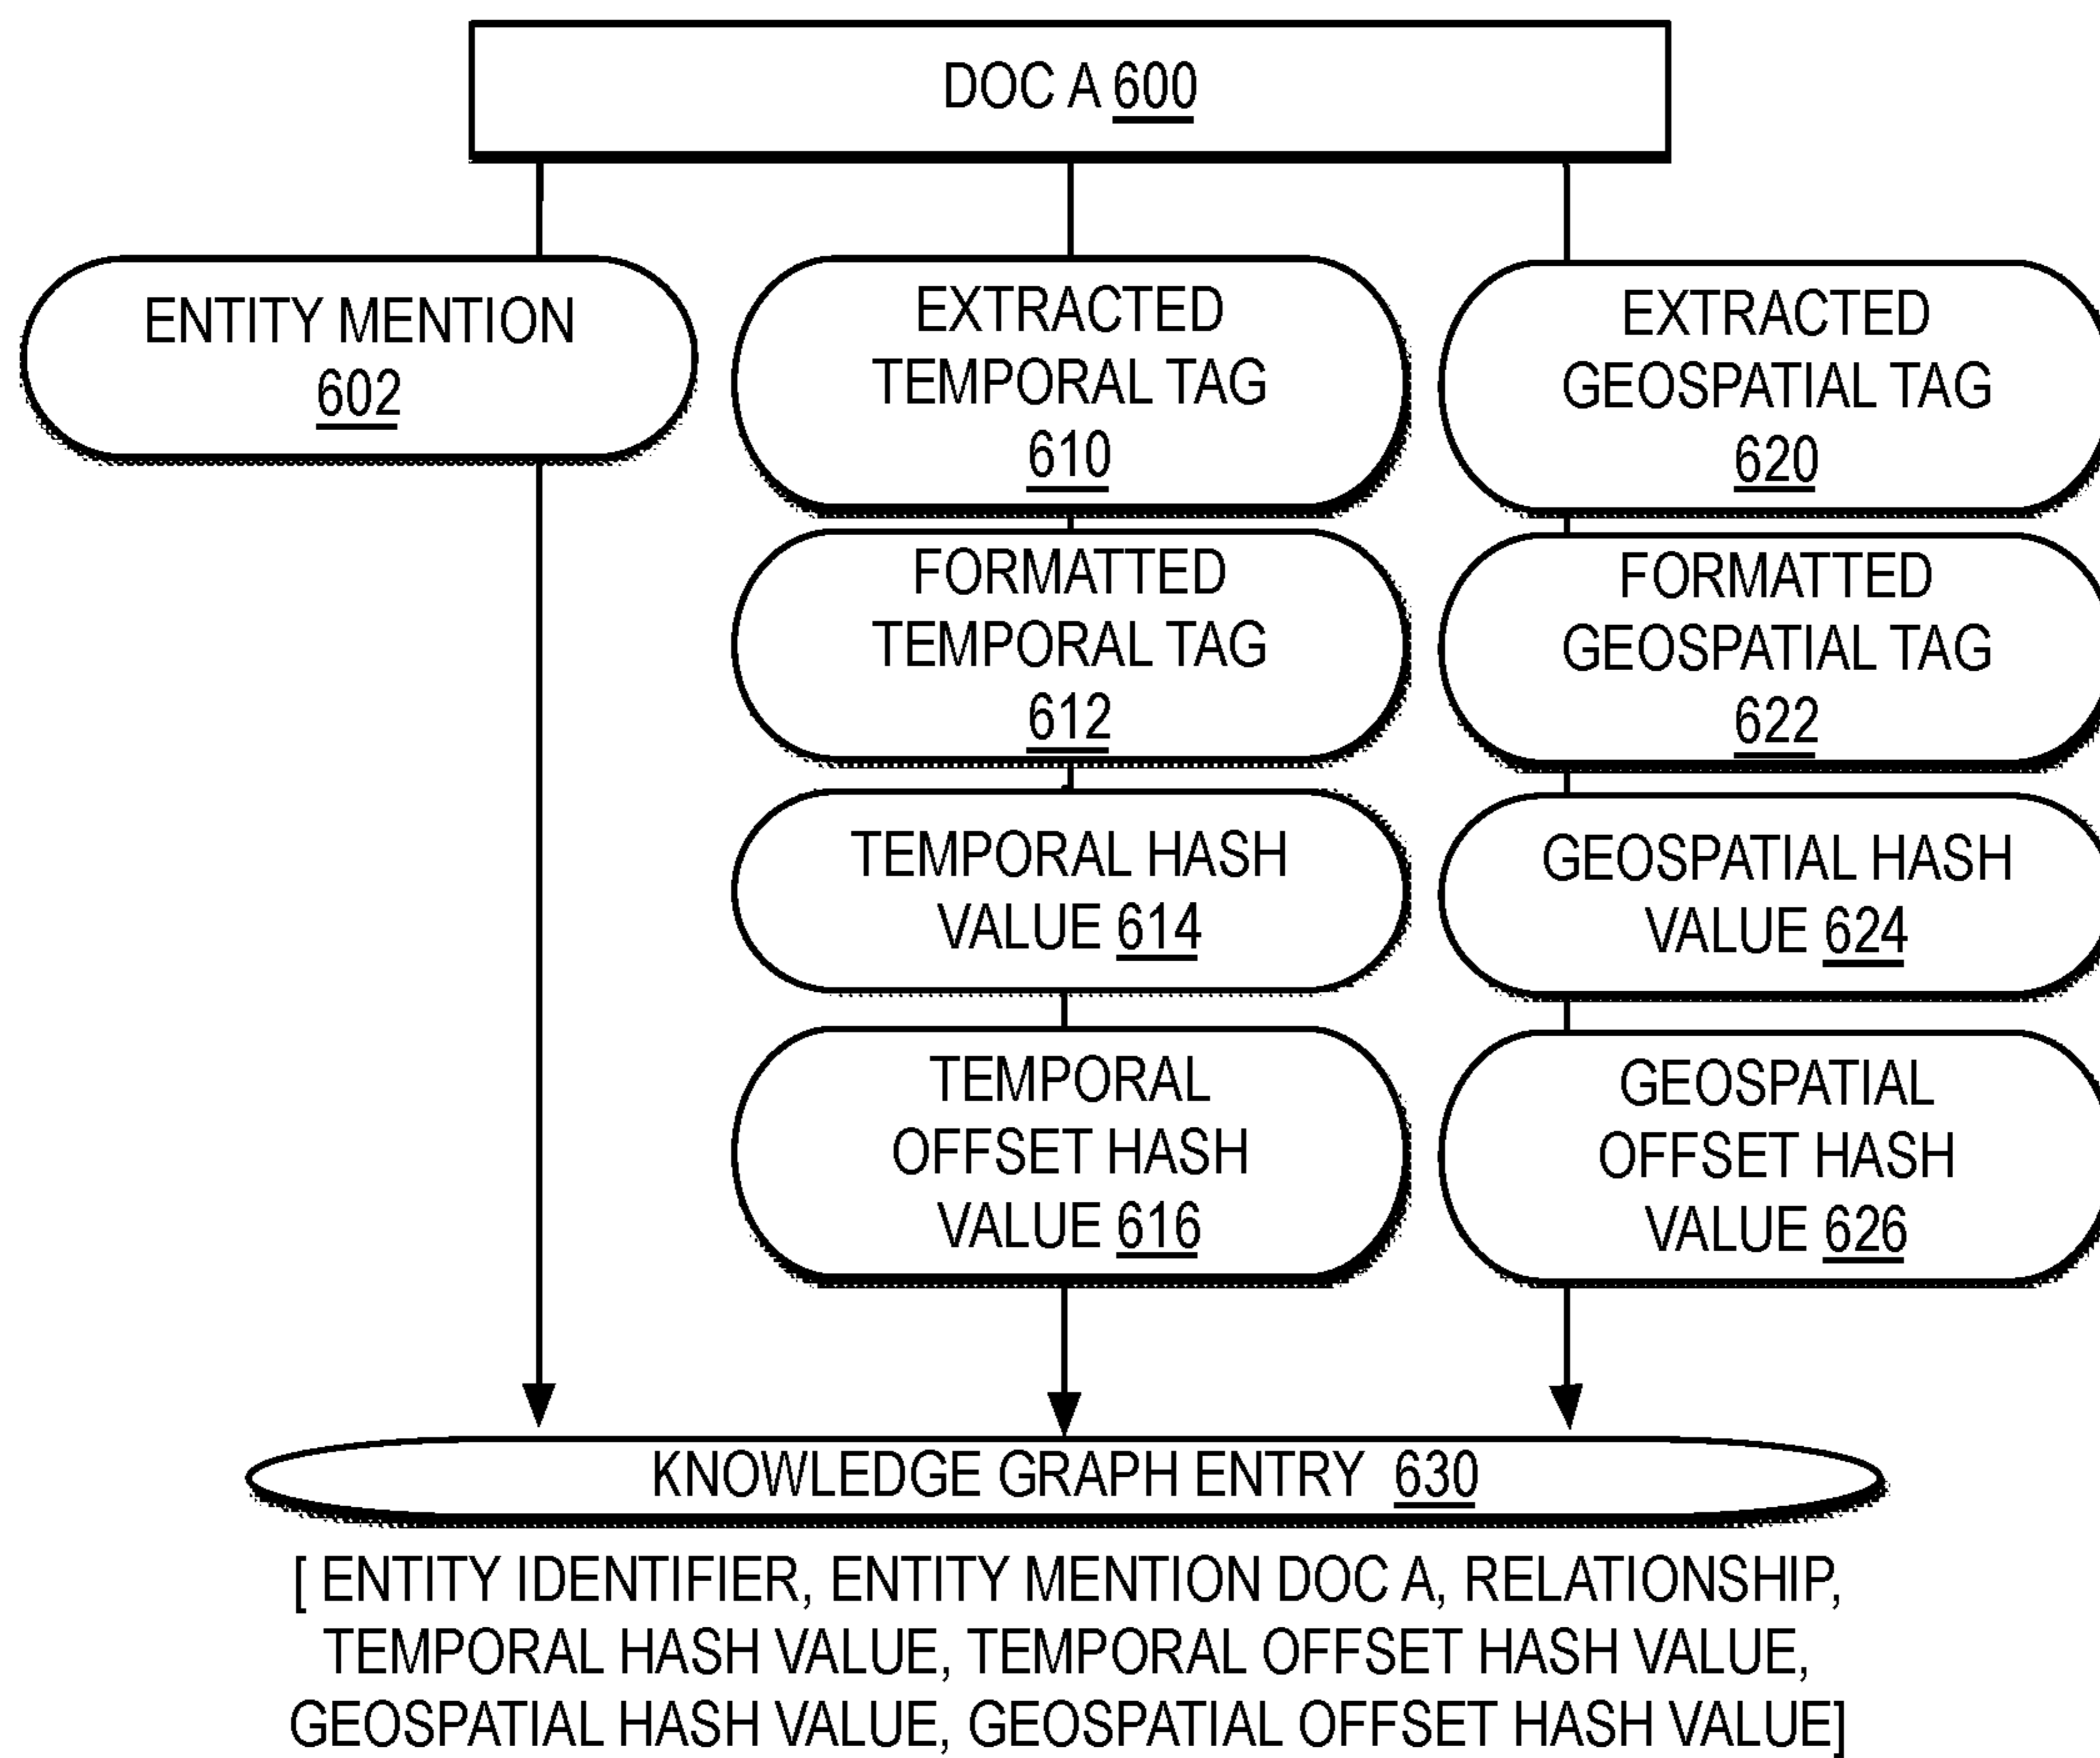 DOC A 600
ENTITY MENTION
602
EXTRACTED
TEMPORAL TAG
610
FORMATTED
TEMPORAL TAG
612
TEMPORAL HASH
VALUE 614
TEMPORAL
OFFSET HASH
VALUE 616
EXTRACTED
GEOSPATIAL TAG
620
FORMATTED
GEOSPATIAL TAG
622
GEOSPATIAL HASH
VALUE 624
GEOSPATIAL
OFFSET HASH
VALUE 626
KNOWLEDGE GRAPH ENTRY 630
[ ENTITY IDENTIFIER, ENTITY MENTION DOC A, RELATIONSHIP,
TEMPORAL HASH VALUE, TEMPORAL OFFSET HASH VALUE,
GEOSPATIAL HASH VALUE, GEOSPATIAL OFFSET HASH VALUE]